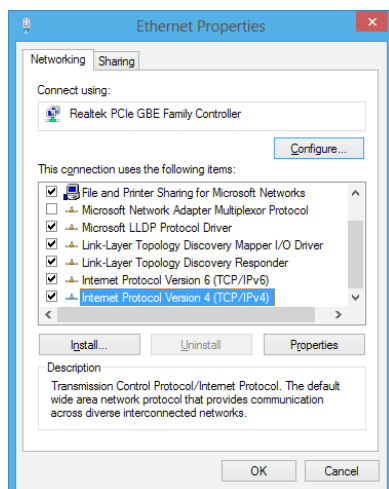 Ethernet Properties
Networking
Sharing
Connect using:
Realtek PCIe GBE Family Controller
Configure...
This connection uses the following items:
File and Printer Sharing for Microsoft Networks
Microsoft Network Adapter Multiplexor Protocol
Microsoft LLDP Protocol Driver
Link-Layer Topology Discovery Mapper I/O Driver
Link-Layer Topology Discovery Responder
Internet Protocol Version 6 (TCP/IPv6)
Internet Protocol Version 4 (TCP/IPv4)
Install...
Uninstall
Properties
Description
Transmission Control Protocol/Internet Protocol. The default
wide area network protocol that provides communication
across diverse interconnected networks.
OK
Cancel